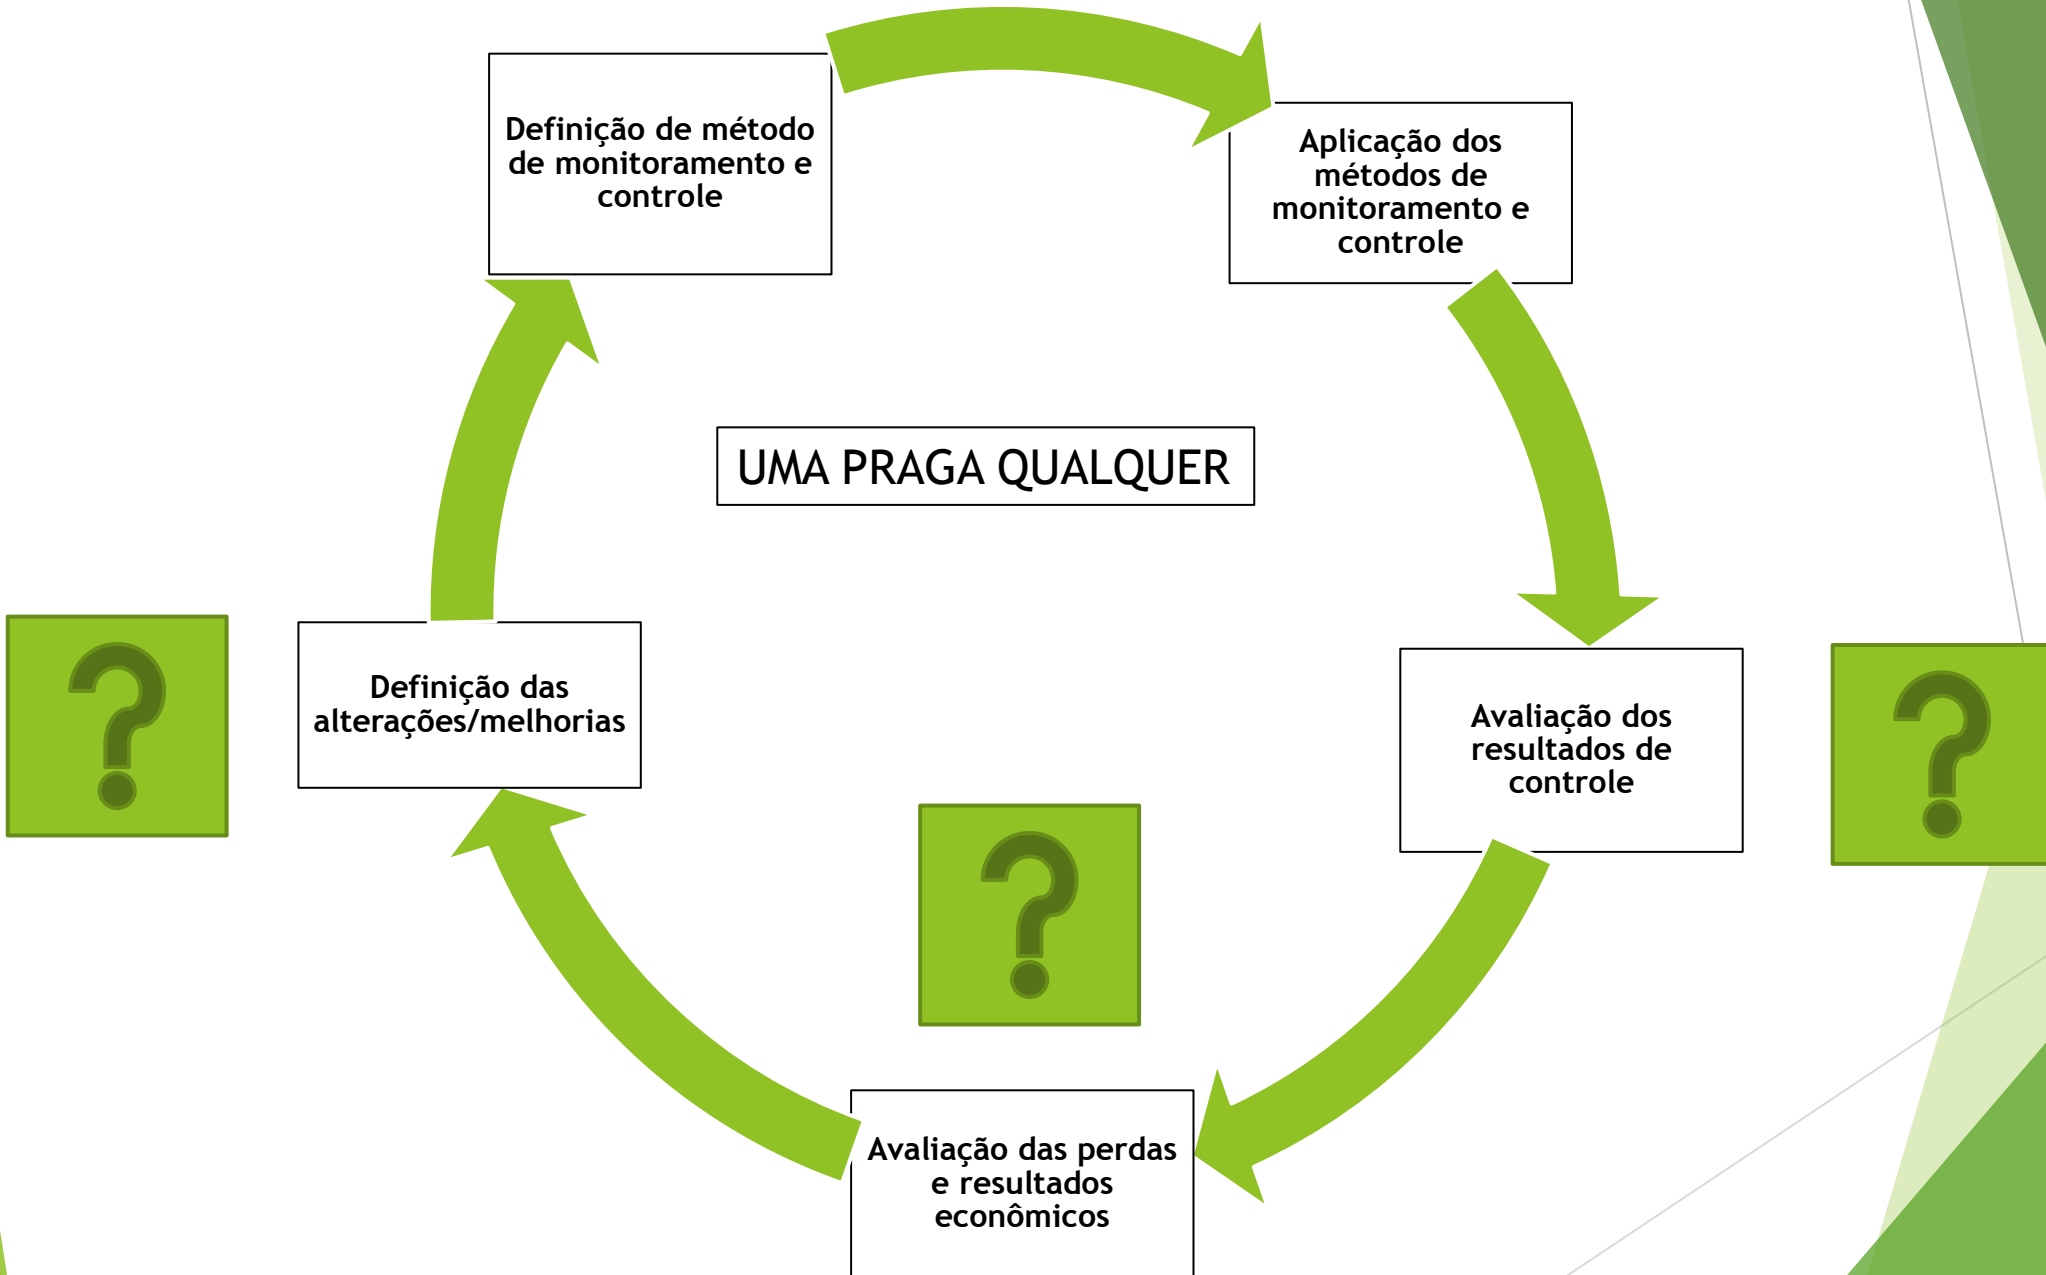 Definição de método
de monitoramento e
controle
Aplicação dos
métodos de
monitoramento e
controle
UMA PRAGA QUALQUER
?
Definição das
alterações/melhorias
Avaliação dos
resultados de
controle
?
?
Avaliação das perdas
e resultados
econômicos